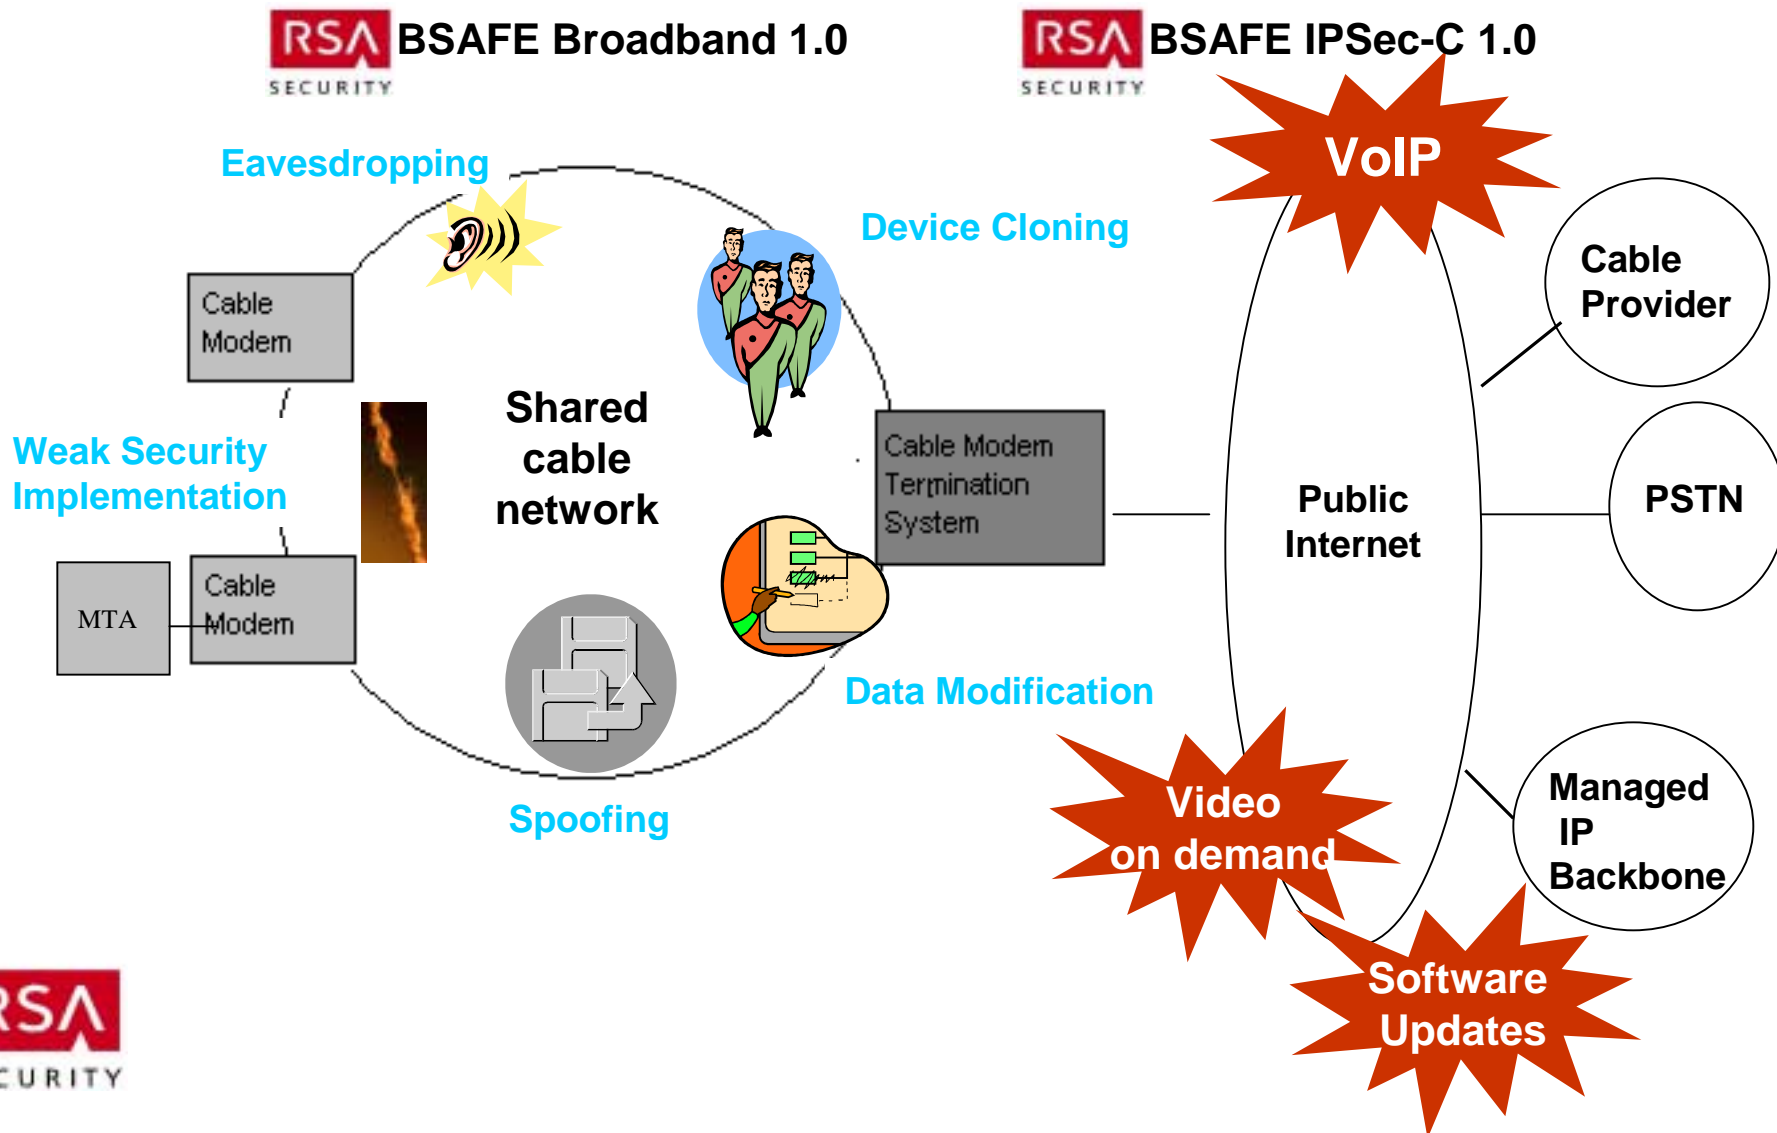 RSA BSAFE Broadband 1.0
SECURITY
RSA BSAFE IPSec-C 1.0
SECURITY
Eavesdropping
Device Cloning
VoIP
Cable
Provider
Cable
Modem
Shared
cable
network
Weak Security
Implementation
Cable Modem
Termination
System
Public
Internet
PSTN
MTA
Cable
Modem
Data Modification
Spoofing
Video
on demand
Managed
IP
Backbone
Software
Updates
RSA
CURITY